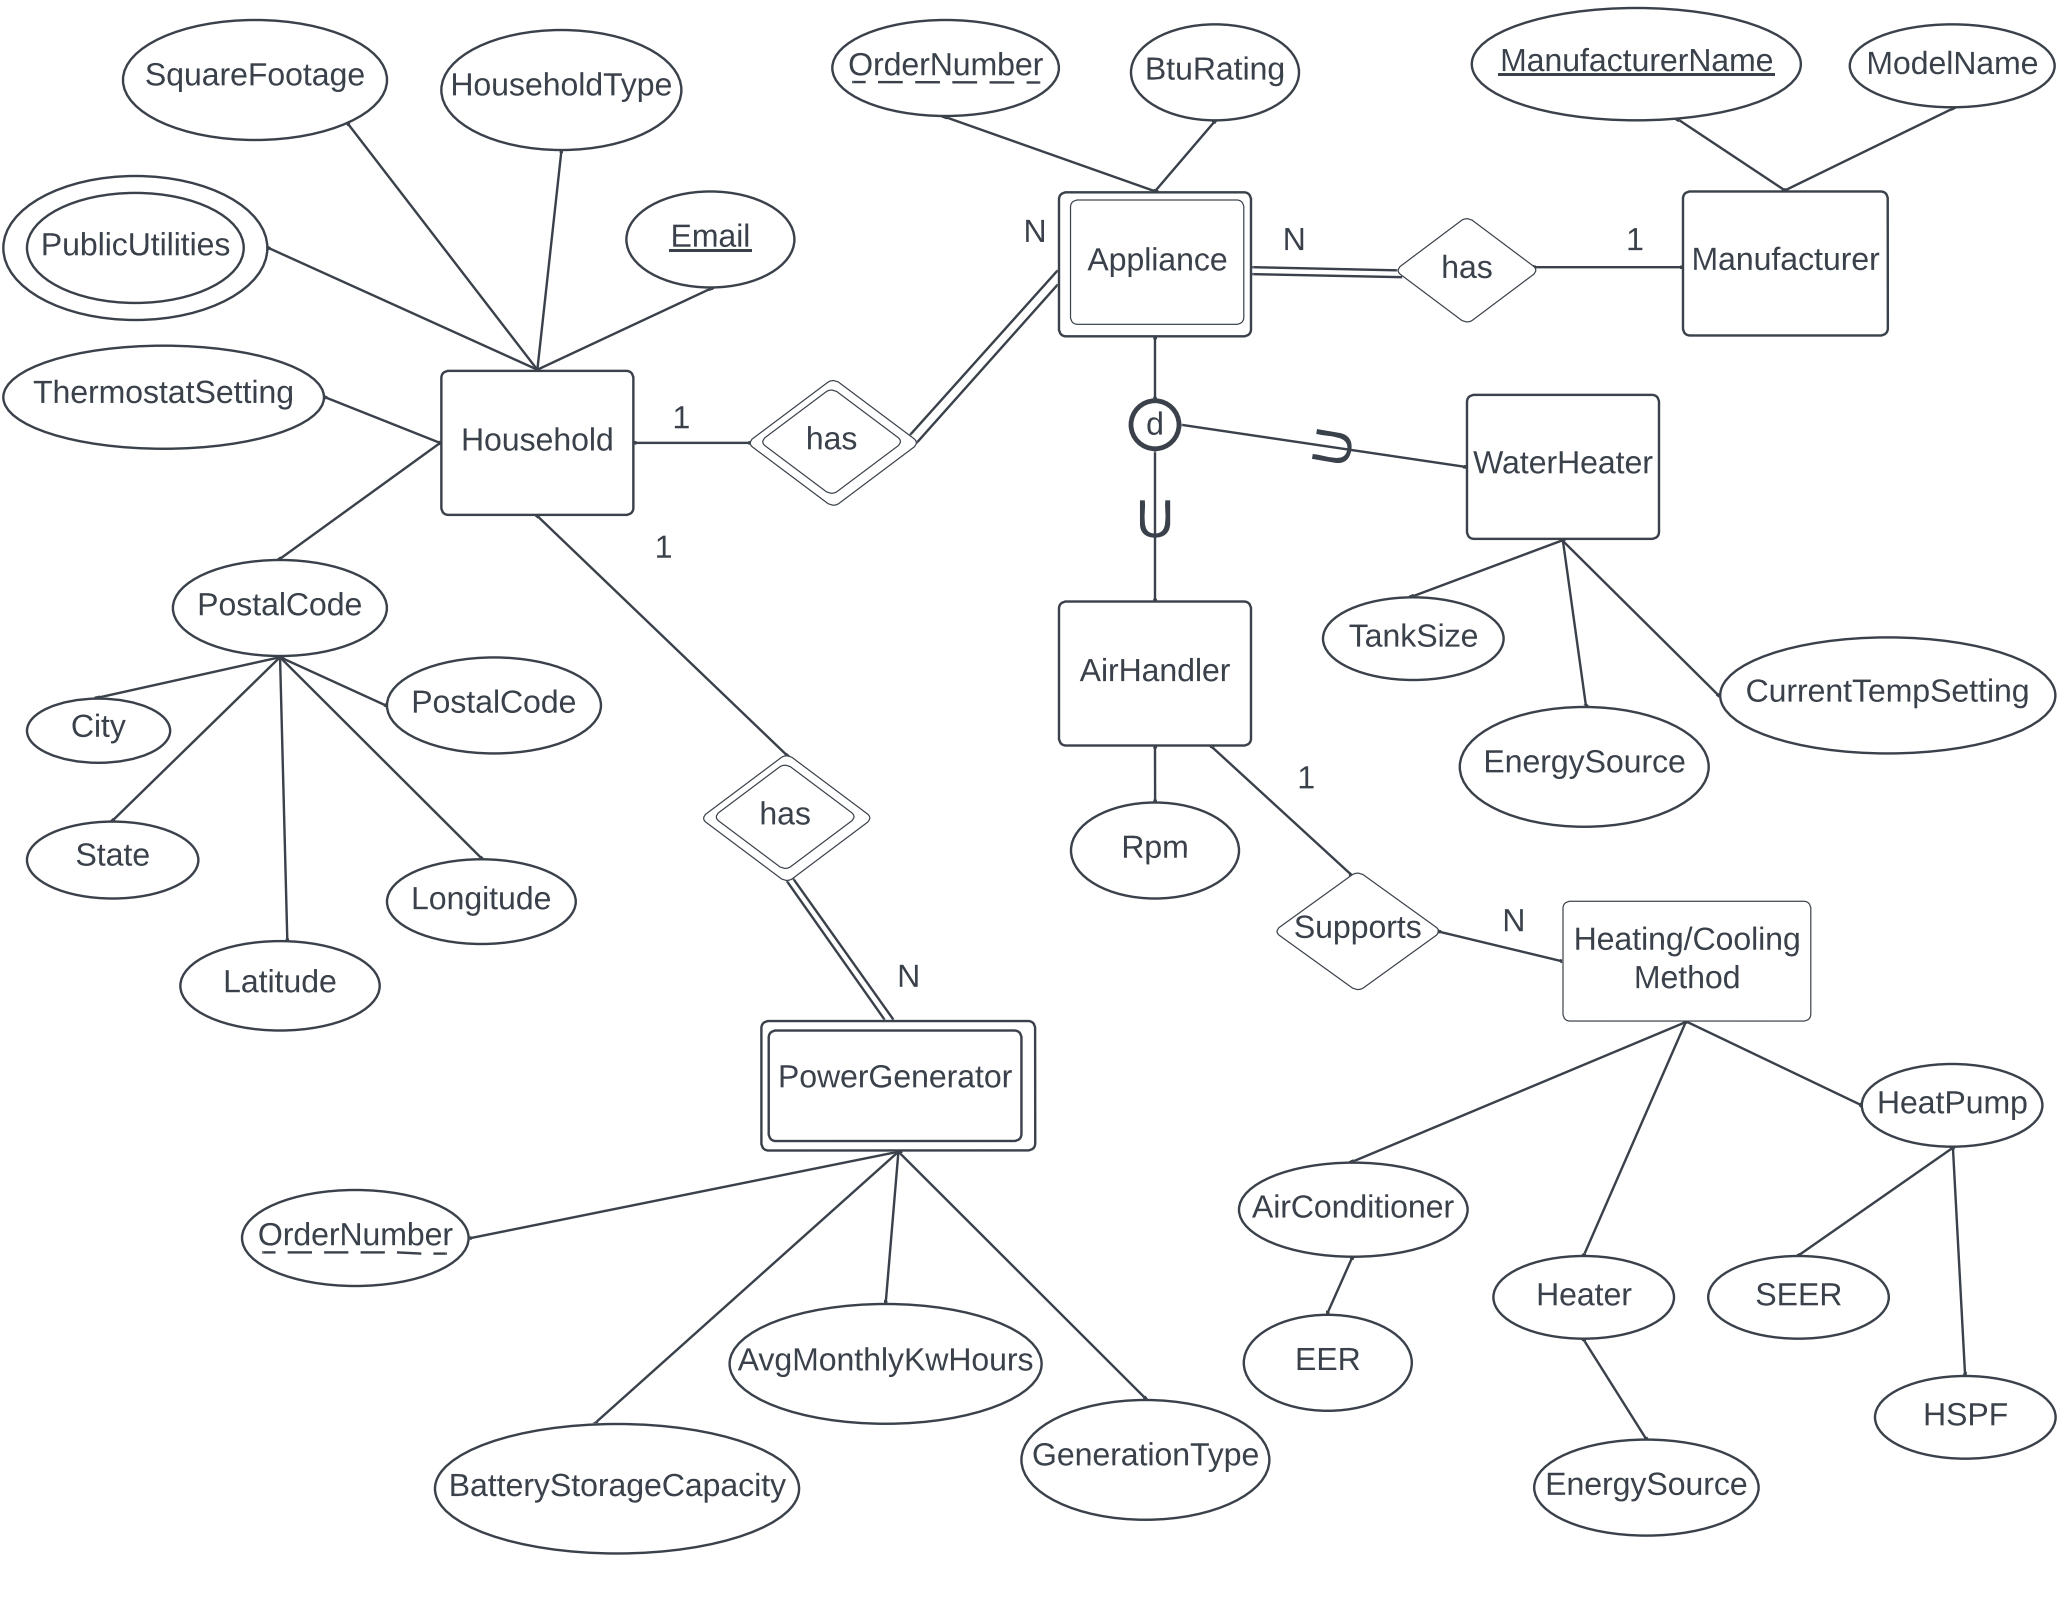 SquareFootage
HouseholdType
OrderNumber
BtuRating
ManufacturerName
ModelName
PublicUtilities
Email
N
Appliance
N
has
1
Manufacturer
ThermostatSetting
Household
1
has
d
U
WaterHeater
U
1
PostalCode
City
PostalCode
State
Longitude
Latitude
AirHandler
TankSize
CurrentTempSetting
EnergySource
1
has
Rpm
Supports
N
Heating/Cooling
Method
N
PowerGenerator
HeatPump
AirConditioner
OrderNumber
Heater
SEER
AvgMonthlyKwHours
EER
HSPF
GenerationType
BatteryStorageCapacity
EnergySource